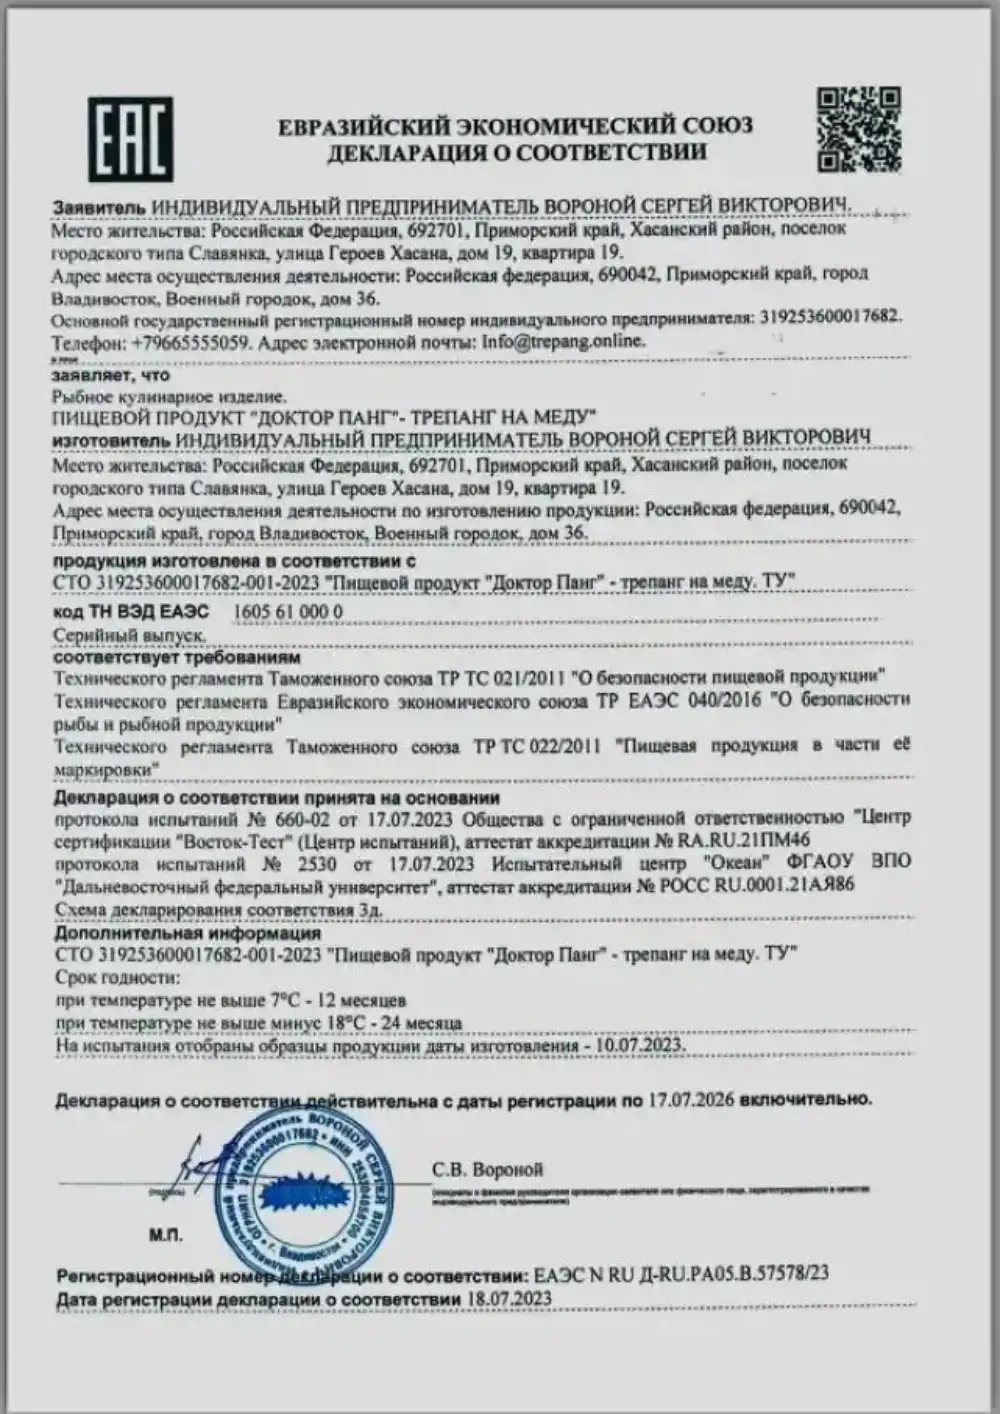 ЕАС
ЕВРАЗИЙСКИЙ ЭКОНОМИЧЕСКИЙ СОЮЗ
ДЕКЛАРАЦИЯ О СООТВЕТСТВИИ
Заявитель ИНДИВИДУАЛЬНЫЙ ПРЕДПРИНИМАТЕЛЬ ВОРОНОЙ СЕРГЕЙ ВИКТОРОВИЧ.
Место жительства: Российская Федерация, 692701, Приморский край, Хасанский район, поселок
городского типа Славянка, улица Героев Хасана, дом 19, квартира 19.
Адрес места осуществления деятельности: Российская федерация, 690042, Приморский край, город
Владивосток, Военный городок, дом 36.
Основной государственный регистрационный номер индивидуального предпринимателя: 319253600017682.
Телефон: +79665555059. Адрес электронной почты: Info@trepang.online.
заявляет, что
Рыбное кулинарное изделие.
ПИЩЕВОЙ ПРОДУКТ "ДОКТОР ПАНГ"- ТРЕПАНГ НА МЕДУ"
изготовитель ИНДИВИДУАЛЬНЫЙ ПРЕДПРИНИМАТЕЛЬ ВОРОНОЙ СЕРГЕЙ ВИКТОРОВИЧ
Место жительства: Российская Федерация, 692701, Приморский край, Хасанский район, поселок
городского типа Славянка, улица Героев Хасана, дом 19, квартира 19.
Адрес места осуществления деятельности по изготовлению продукции: Российская федерация, 690042,
Приморский край, город Владивосток, Военный городок, дом 36.
продукция изготовлена в соответствии с
СТО 319253600017682-001-2023 "Пищевой продукт "Доктор Панг" - трепанг на меду. ТУ"
код ТН ВЭД ЕАЭС 1605 61 000 0
Серийный выпуск.
соответствует требованиям
Технического регламента Таможенного союза ТР ТС 021/2011 "О безопасности пищевой продукции"
Технического регламента Евразийского экономического союза ТР ЕАЭС 040/2016 "О безопасности
рыбы и рыбной продукции"
Технического регламента Таможенного союза ТР ТС 022/2011 "Пищевая продукция в части её
маркировки"
Декларация о соответствии принята на основании
протокола испытаний № 660-02 от 17.07.2023 Общества с ограниченной ответственностью "Центр
сертификации "Восток-Тест" (Центр испытаний), аттестат аккредитации № RA.RU.21ПМ46
протокола испытаний № 2530 от 17.07.2023 Испытательный центр "Океан" ФГАОУ ВПО
"Дальневосточный федеральный университет", аттестат аккредитации № РОСС RU.0001.21АЯ86
Схема декларирования соответствия 3д.
Дополнительная информация
СТО 319253600017682-001-2023 "Пищевой продукт "Доктор Панг" - трепанг на меду. ТУ"
Срок годности:
при температуре не выше 7°С - 12 месяцев
при температуре не выше минус 18°С - 24 месяца
На испытания отобраны образцы продукции даты изготовления - 10.07.2023.
Декларация о соответствии действительна с даты регистрации по 17.07.2026 включительно.
С.В. Вороной
(подпись)
(инициалы и фамилия руководителя организации-заявителя или физического лица, зарегистрированного в качестве
индивидуального предпринимателя)
М.П.
Индивидуальный предприниматель ВОРОНОЙ СЕРГЕЙ ВИКТОРОВИЧ
ОГРНИП 319253600017682 • ИНН
г. Владивосток
Регистрационный номер декларации о соответствии: ЕАЭС N RU Д-RU.РА05.В.57578/23
Дата регистрации декларации о соответствии 18.07.2023